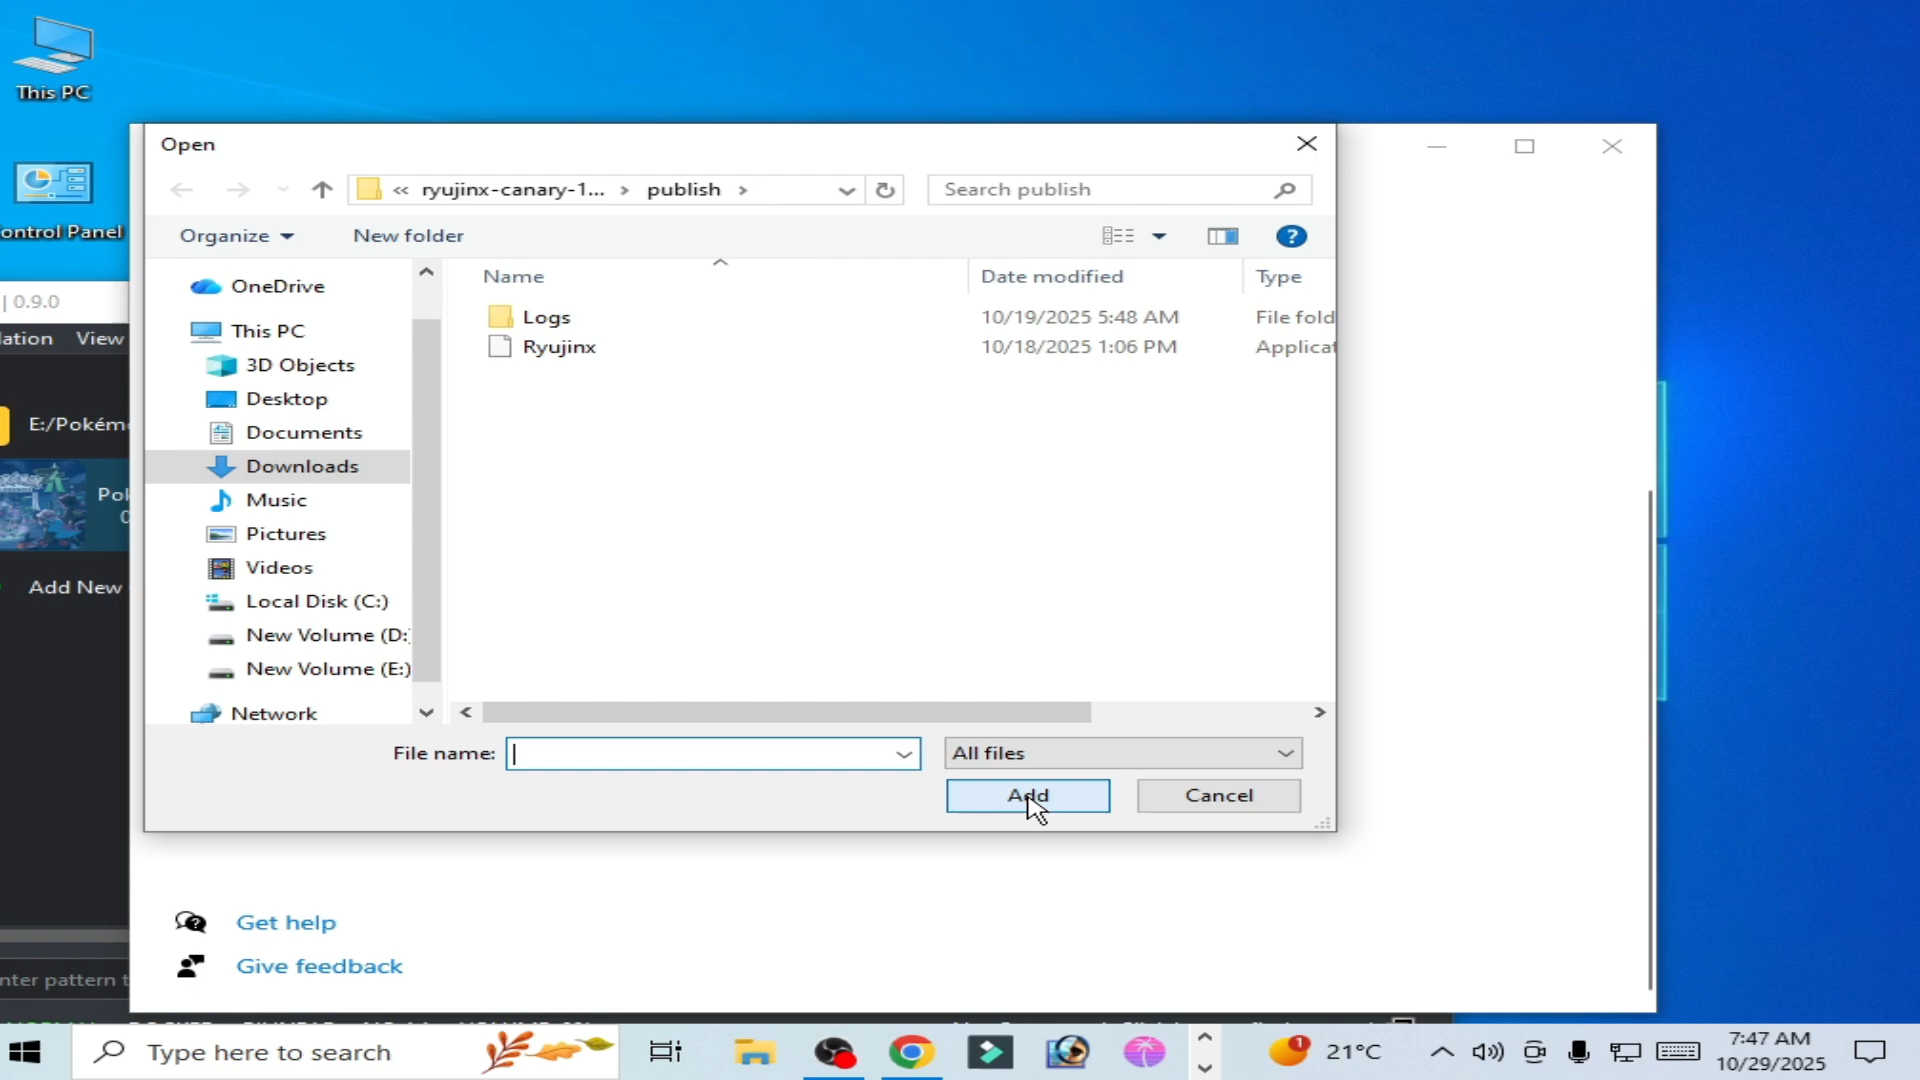 This PC
ontrol Panel
| 0.9.0
lation View
E:/Pokém
Pol
Add New
nter pattern t
Open
« ryujinx-canary-1... > publish >
Search publish
Organize
New folder
Name
Date modified
Type
Logs
10/19/2025 5:48 AM
File fold
Ryujinx
10/18/2025 1:06 PM
Applicat
OneDrive
This PC
3D Objects
Desktop
Documents
Downloads
Music
Pictures
Videos
Local Disk (C:)
New Volume (D:
New Volume (E:)
Network
File name:
All files
Add
Cancel
Get help
Give feedback
Type here to search
1
21°C
7:47 AM
10/29/2025